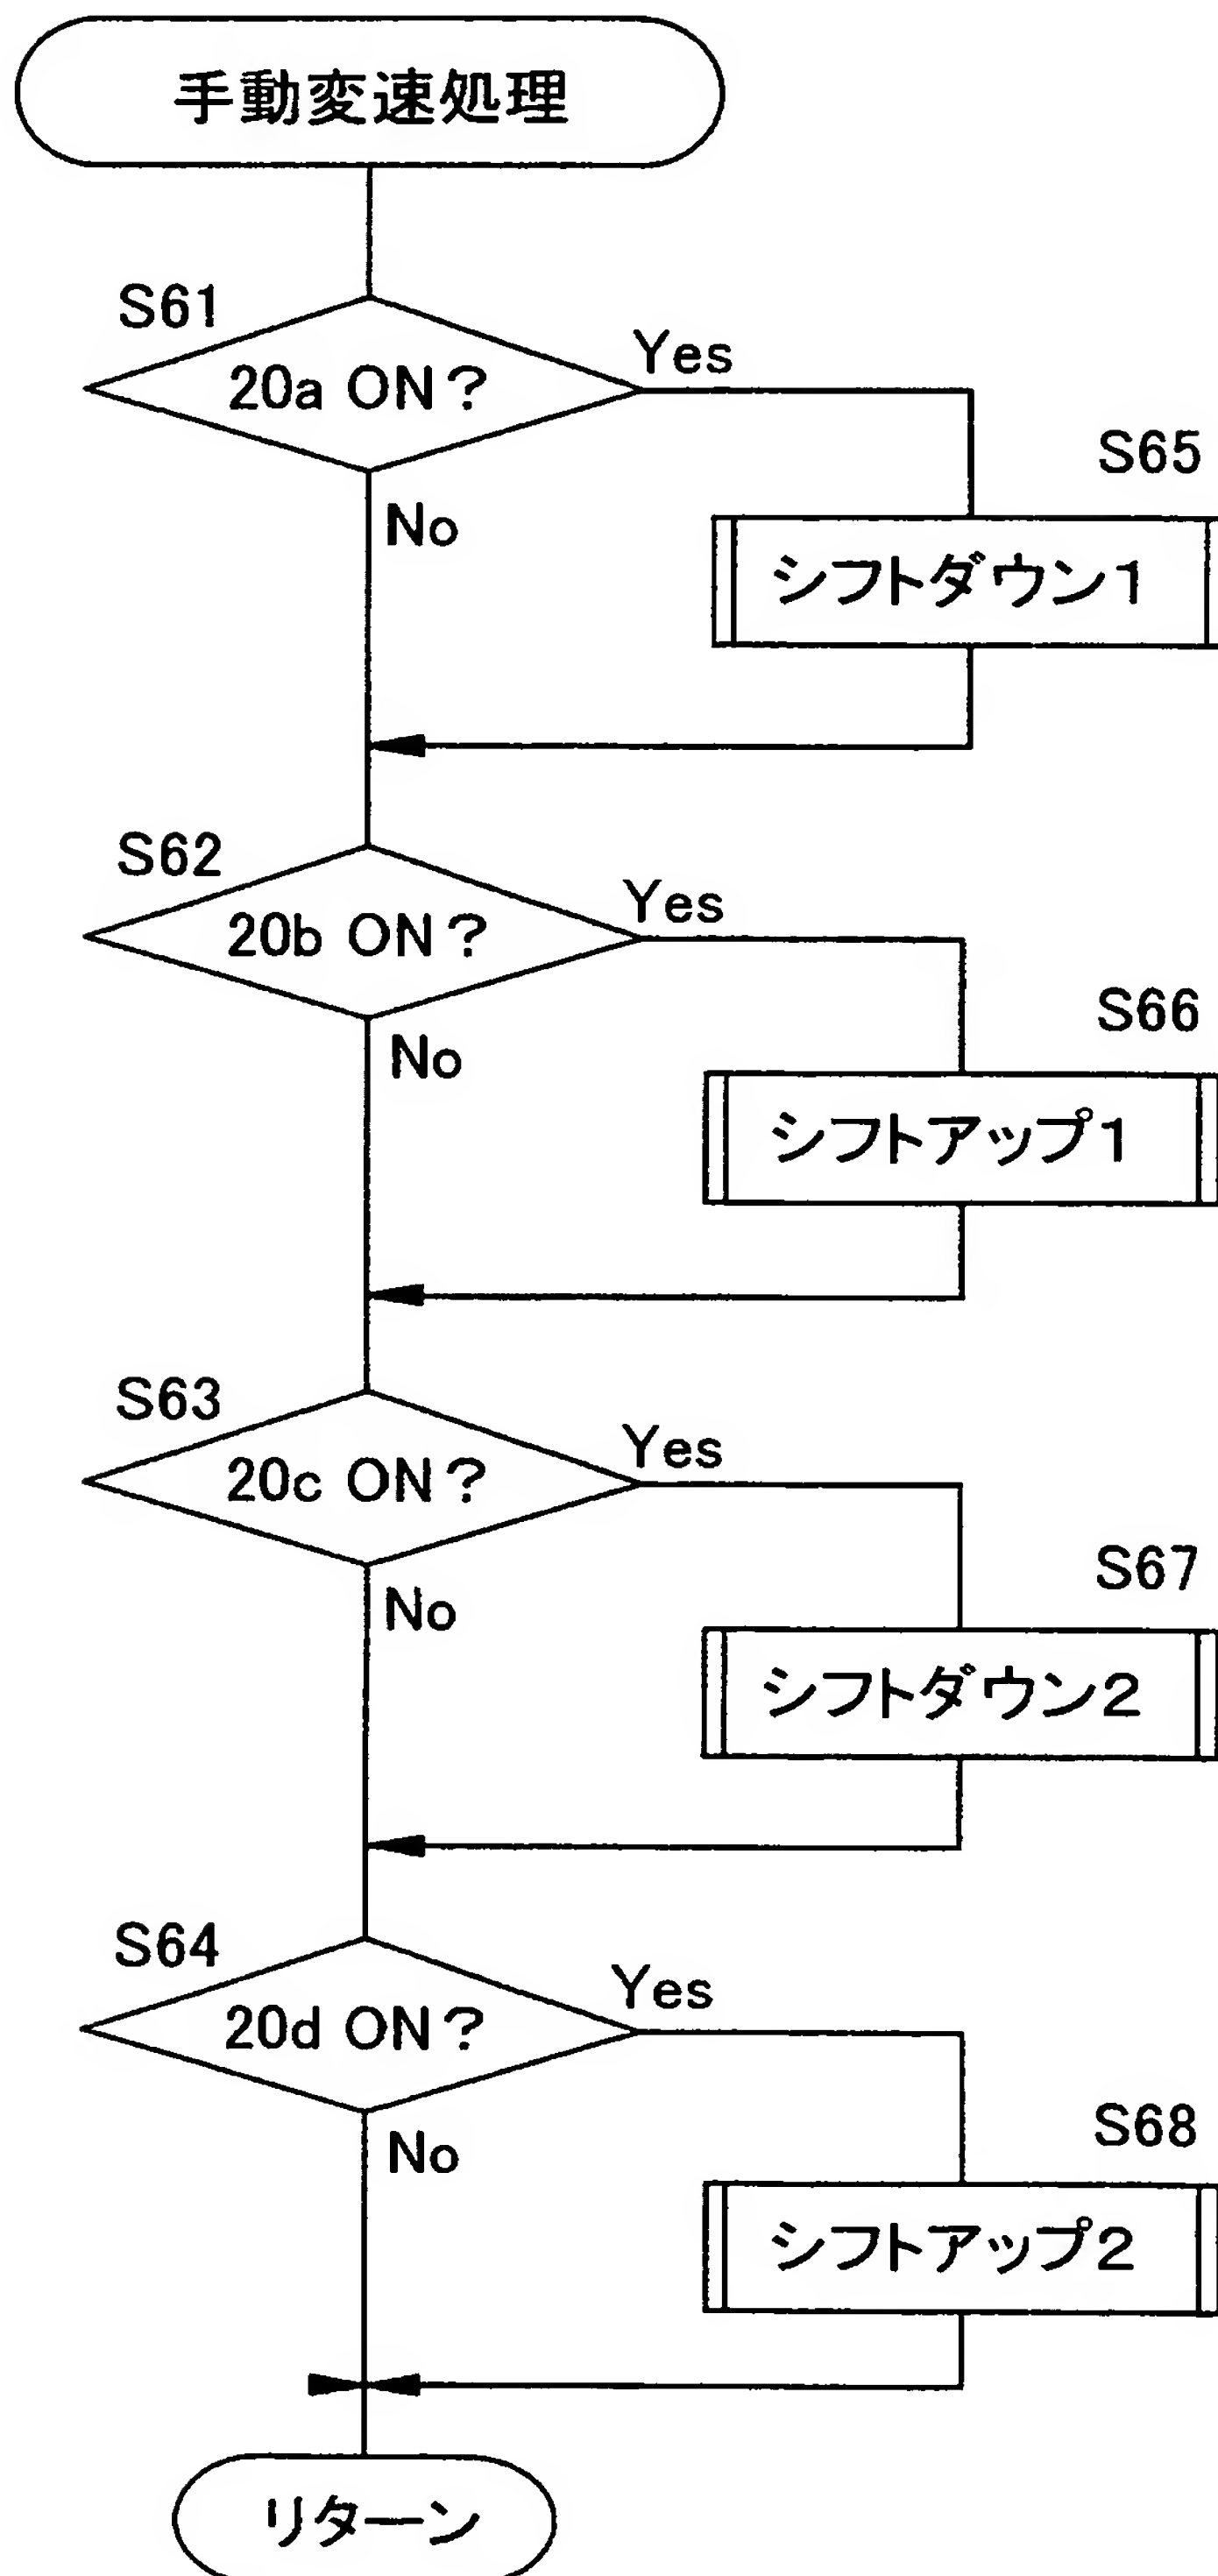 手動変速処理
S61
20a ON?
Yes
No
S65
シフトダウン1
S62
20b ON?
Yes
No
S66
シフトアップ1
S63
20c ON?
Yes
No
S67
シフトダウン2
S64
20d ON?
Yes
No
S68
シフトアップ2
リターン